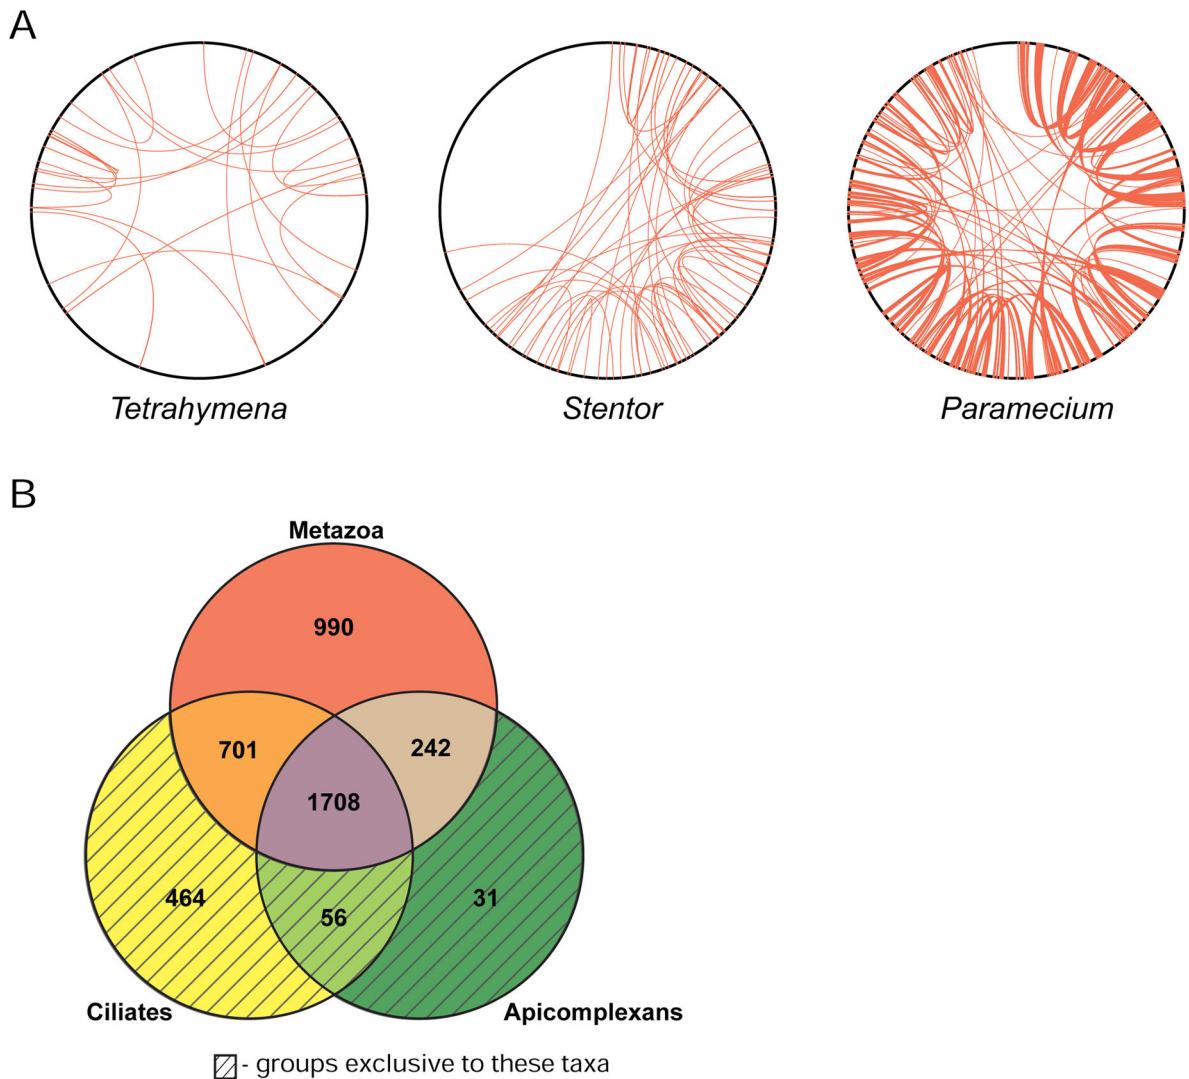 A
Tetrahymena
Stentor
Paramecium
B
Metazoa
990
701
242
1708
464
56
31
Ciliates
Apicomplexans
- groups exclusive to these taxa